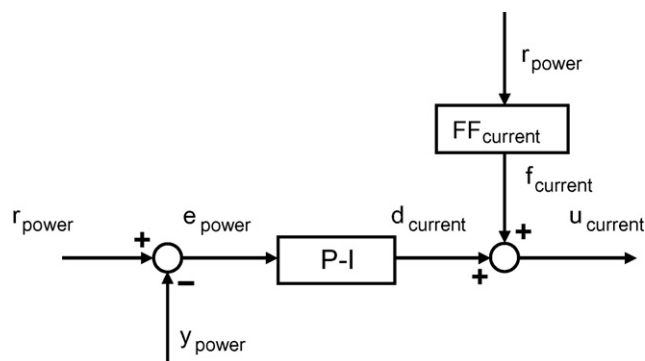 r power
FF current
f current
r power
e power
d current
u current
+
+
P-I
+
−
y power